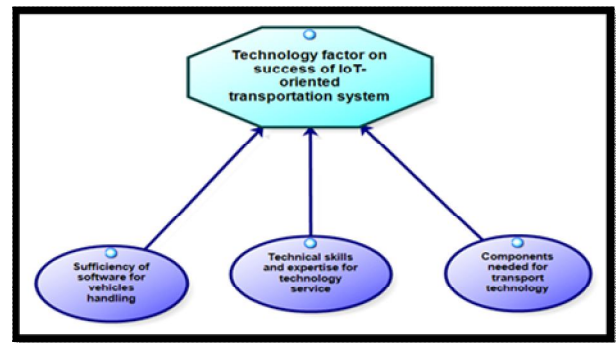 Technology factor on
success of IoT-
oriented
transportation system
Sufficiency of
software for
vehicles
handling
Technical skills
and expertise for
technology
service
Components
needed for
transport
technology